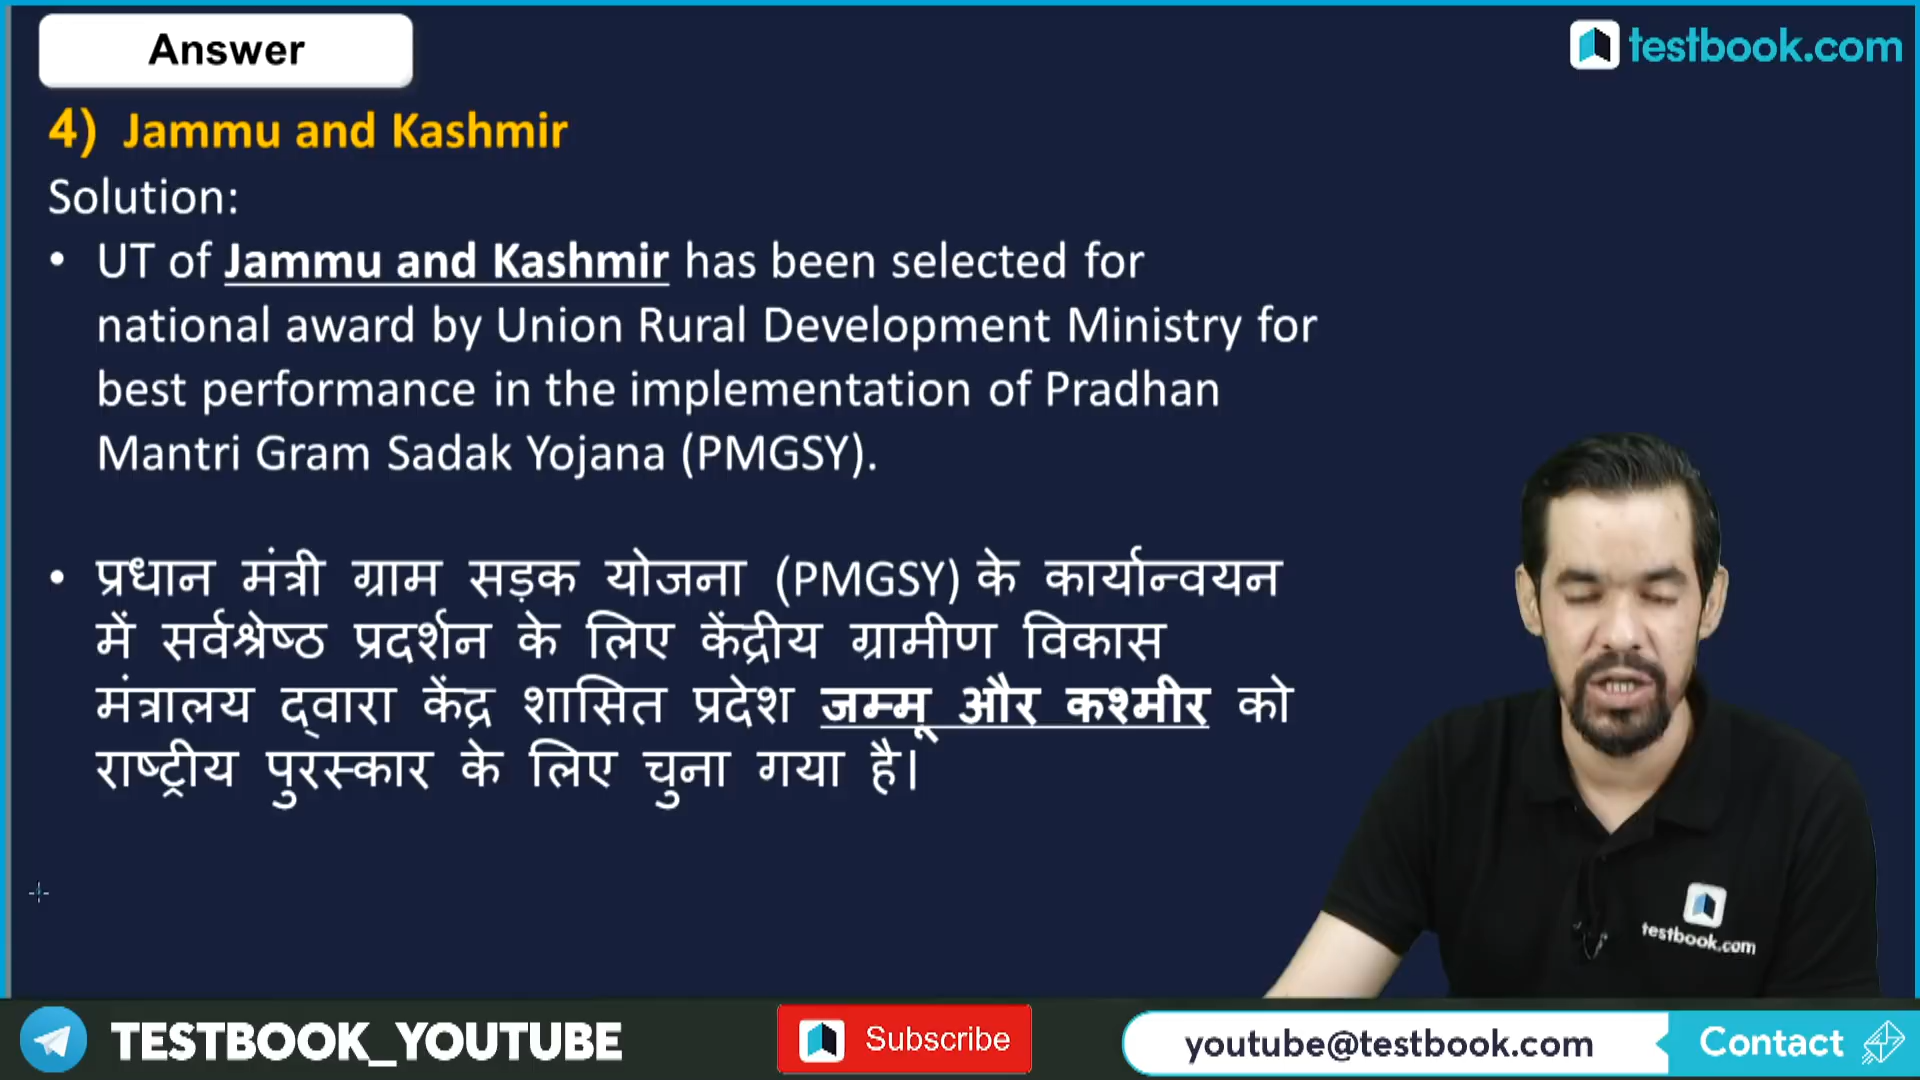 Answer
testbook.com
4) Jammu and Kashmir
Solution:
• UT of Jammu and Kashmir has been selected for
national award by Union Rural Development Ministry for
best performance in the implementation of Pradhan
Mantri Gram Sadak Yojana (PMGSY).
• प्रधान मंत्री ग्राम सड़क योजना (PMGSY) के कार्यान्वयन
में सर्वश्रेष्ठ प्रदर्शन के लिए केंद्रीय ग्रामीण विकास
मंत्रालय द्वारा केंद्र शासित प्रदेश जम्मू और कश्मीर को
राष्ट्रीय पुरस्कार के लिए चुना गया है।
testbook.com
TESTBOOK_YOUTUBE
Subscribe
youtube@testbook.com
Contact